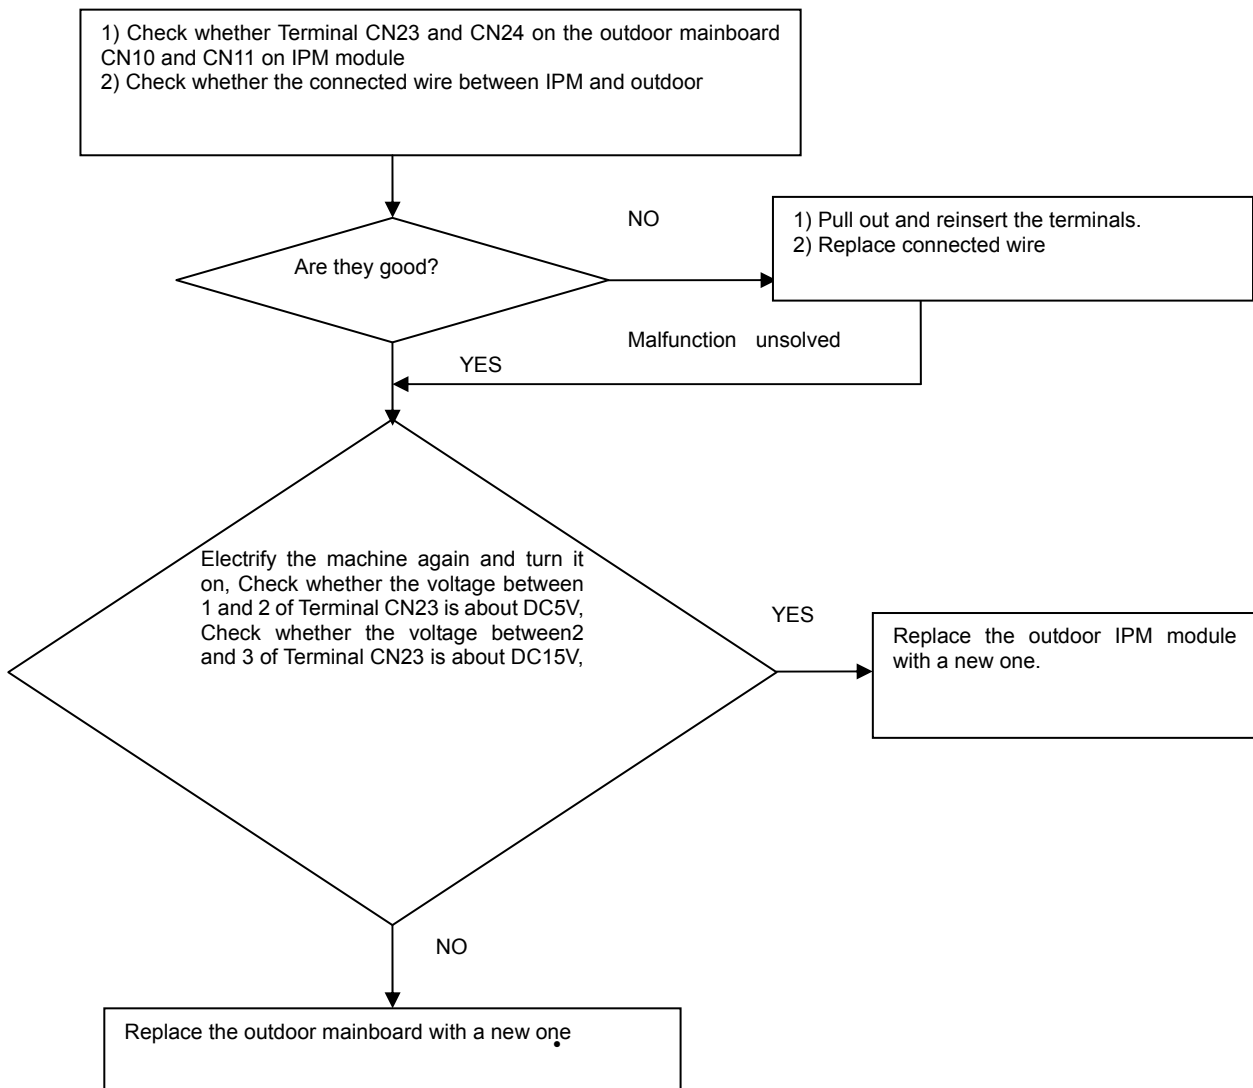 1) Check whether Terminal CN23 and CN24 on the outdoor mainboard
CN10 and CN11 on IPM module
2) Check whether the connected wire between IPM and outdoor
NO
1) Pull out and reinsert the terminals.
2) Replace connected wire
Are they good?
Malfunction unsolved
YES
Electrify the machine again and turn it
on, Check whether the voltage between
1 and 2 of Terminal CN23 is about DC5V,
Check whether the voltage between2
and 3 of Terminal CN23 is about DC15V,
YES
Replace the outdoor IPM module
with a new one.
NO
Replace the outdoor mainboard with a new one